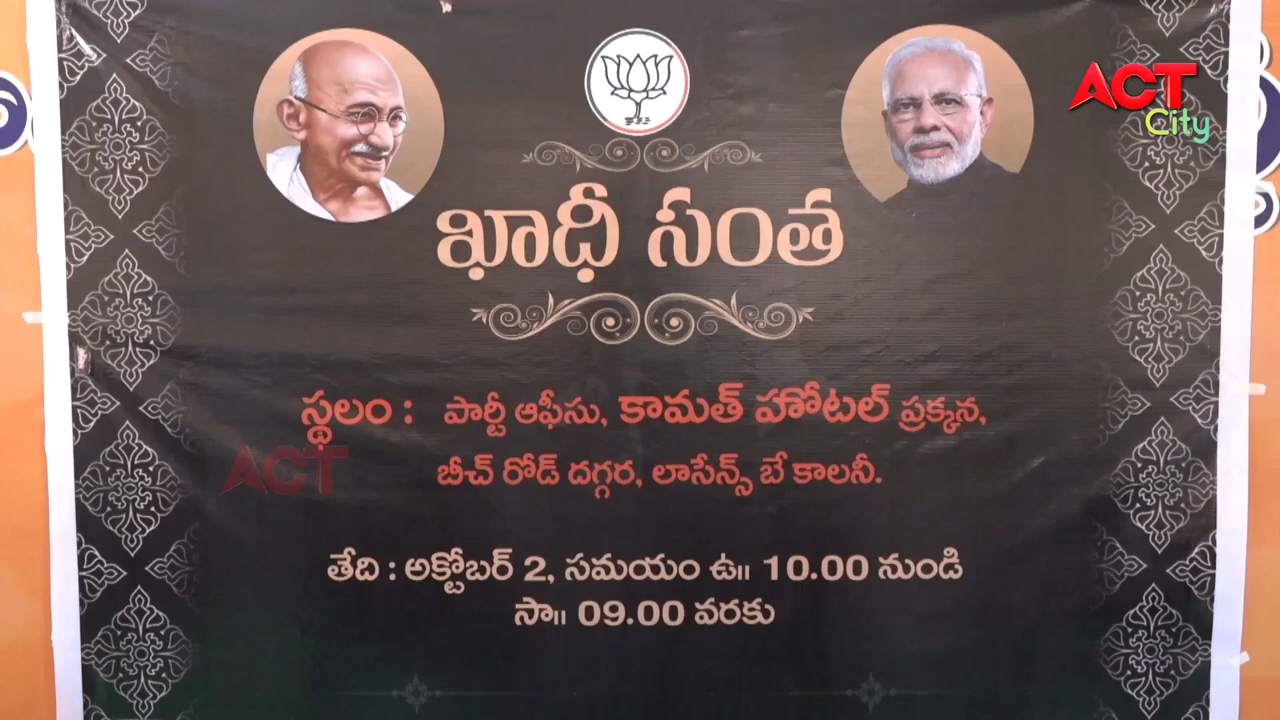 ACT
City
ఖాదీ సంత
స్థలం : పార్టీ ఆఫీసు, కామత్ హోటల్ ప్రక్కన,
బీచ్ రోడ్ దగ్గర, లాసేన్స్ బే కాలనీ.
ACT
తేది : అక్టోబర్ 2, సమయం ఉ॥ 10.00 నుండి
సా॥ 09.00 వరకు